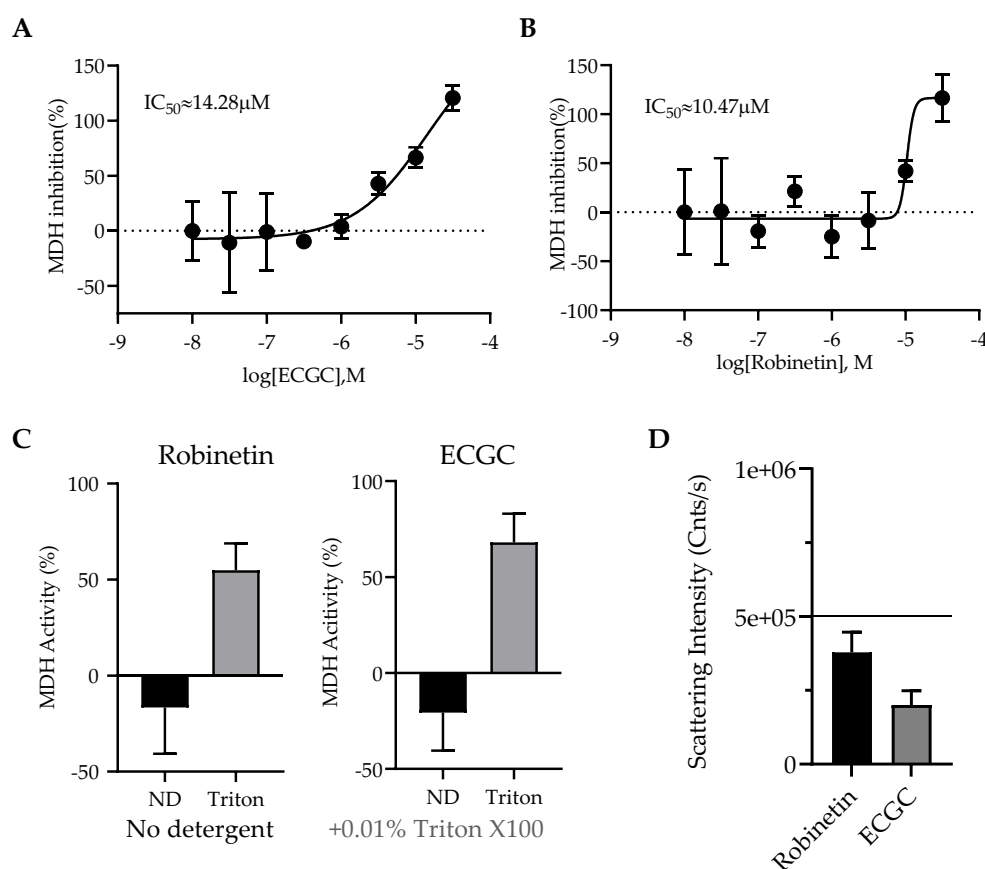 A
150
100
50
0
-50
MDH inhibition(%)
IC50≈14.28μM
-9 -8 -7 -6 -5 -4
log[ECGC],M
B
150
100
50
0
-50
-100
MDH inhibition(%)
IC50≈10.47μM
-9 -8 -7 -6 -5 -4
log[Robinetin], M
C
Robinetin
100
50
0
-50
MDH Activity (%)
ND Triton
No detergent
ECGC
100
50
0
-50
MDH Acitivity (%)
ND Triton
+0.01% Triton X100
D
1e+06
5e+05
0
Scattering Intensity (Cnts/s)
Robinetin
ECGC